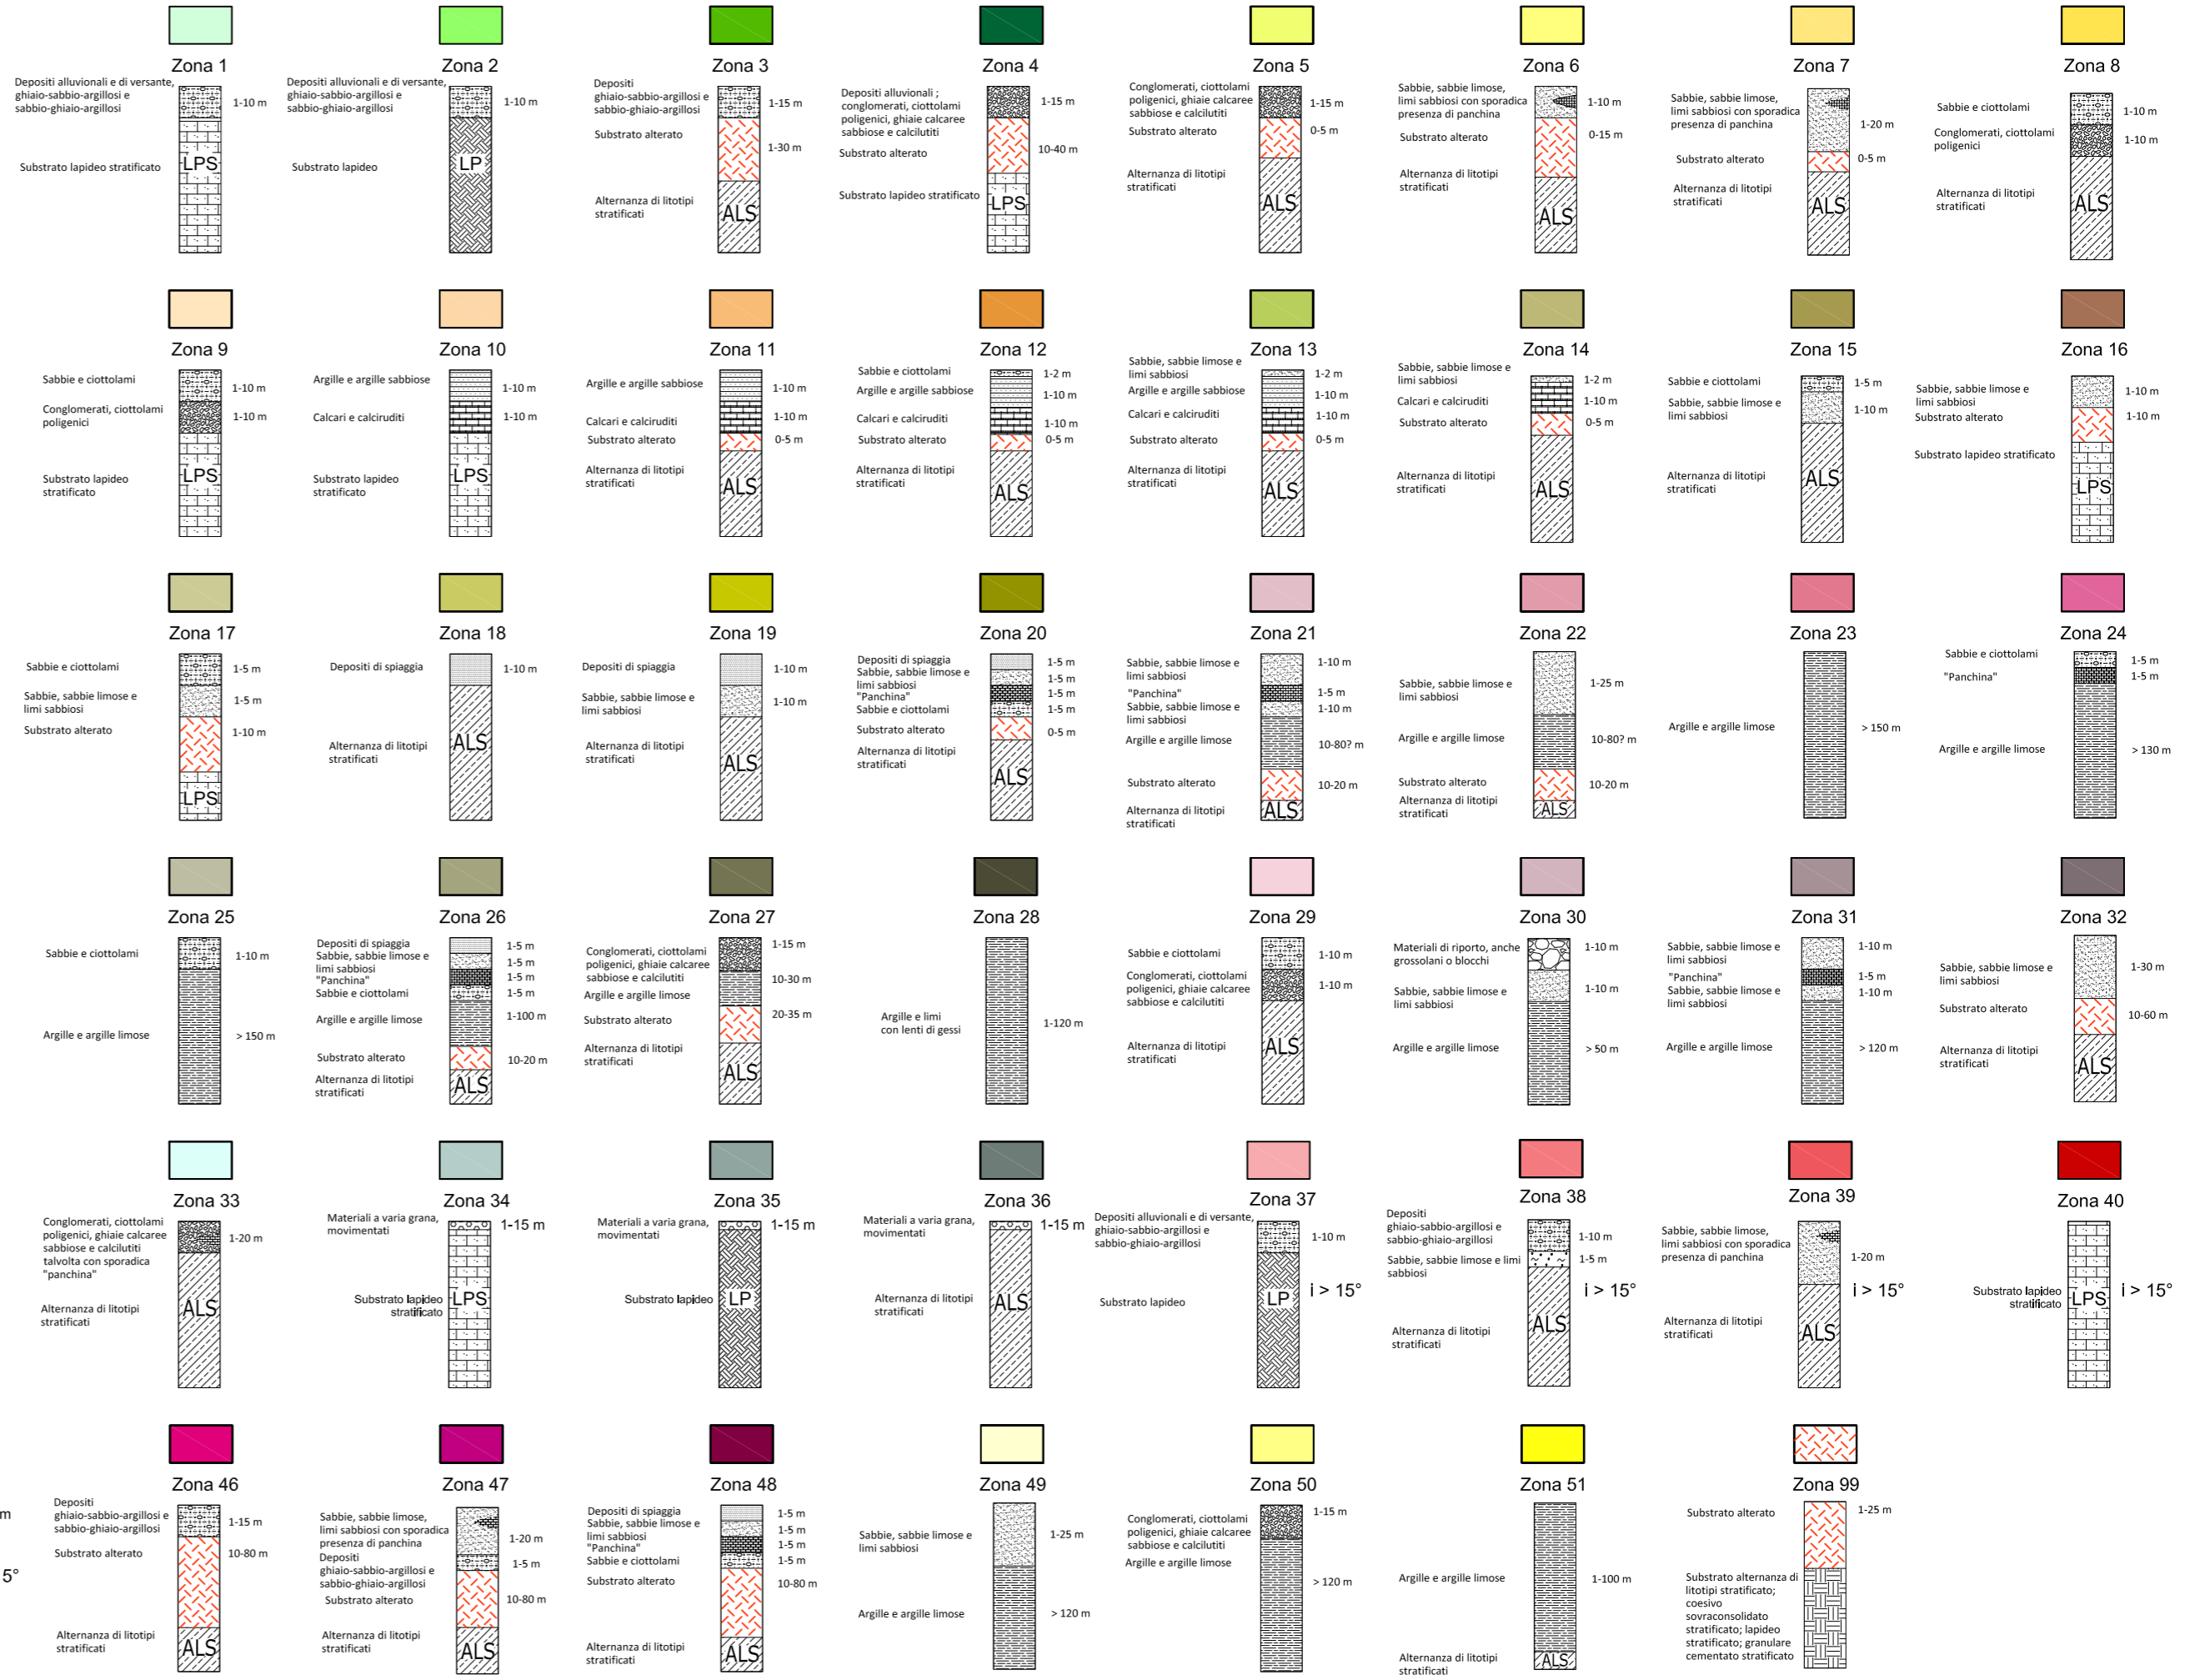 Zona 1
Depositi alluvionali e di versante,
ghiaio-sabbio-argillosi e
sabbio-ghiaio-argillosi
1-10 m
Substrato lapideo stratificato
LPS
Zona 2
Depositi alluvionali e di versante,
ghiaio-sabbio-argillosi e
sabbio-ghiaio-argillosi
1-10 m
Substrato lapideo
LP
Zona 3
Depositi
ghiaio-sabbio-argillosi e
sabbio-ghiaio-argillosi
1-15 m
Substrato alterato
1-30 m
Alternanza di litotipi
stratificati
ALS
Zona 4
Depositi alluvionali ;
conglomerati, ciottolami
poligenici, ghiaie calcaree
sabbiose e calcilutiti
1-15 m
Substrato alterato
10-40 m
Substrato lapideo stratificato
LPS
Zona 5
Conglomerati, ciottolami
poligenici, ghiaie calcaree
sabbiose e calcilutiti
1-15 m
Substrato alterato
0-5 m
Alternanza di litotipi
stratificati
ALS
Zona 6
Sabbie, sabbie limose,
limi sabbiosi con sporadica
presenza di panchina
1-10 m
Substrato alterato
0-15 m
Alternanza di litotipi
stratificati
ALS
Zona 7
Sabbie, sabbie limose,
limi sabbiosi con sporadica
presenza di panchina
1-20 m
Substrato alterato
0-5 m
Alternanza di litotipi
stratificati
ALS
Zona 8
Sabbie e ciottolami
1-10 m
Conglomerati, ciottolami
poligenici
1-10 m
Alternanza di litotipi
stratificati
ALS
Zona 9
Sabbie e ciottolami
1-10 m
Conglomerati, ciottolami
poligenici
1-10 m
Substrato lapideo
stratificato
LPS
Zona 10
Argille e argille sabbiose
1-10 m
Calcari e calciruditi
1-10 m
Substrato lapideo
stratificato
LPS
Zona 11
Argille e argille sabbiose
1-10 m
Calcari e calciruditi
1-10 m
Substrato alterato
0-5 m
Alternanza di litotipi
stratificati
ALS
Zona 12
Sabbie e ciottolami
1-2 m
Argille e argille sabbiose
1-10 m
Calcari e calciruditi
1-10 m
Substrato alterato
0-5 m
Alternanza di litotipi
stratificati
ALS
Zona 13
Sabbie, sabbie limose e
limi sabbiosi
1-2 m
Argille e argille sabbiose
1-10 m
Calcari e calciruditi
1-10 m
Substrato alterato
0-5 m
Alternanza di litotipi
stratificati
ALS
Zona 14
Sabbie, sabbie limose e
limi sabbiosi
1-2 m
Calcari e calciruditi
1-10 m
Substrato alterato
0-5 m
Alternanza di litotipi
stratificati
ALS
Zona 15
Sabbie e ciottolami
1-5 m
Sabbie, sabbie limose e
limi sabbiosi
1-10 m
Alternanza di litotipi
stratificati
ALS
Zona 16
Sabbie, sabbie limose e
limi sabbiosi
1-10 m
Substrato alterato
1-10 m
Substrato lapideo stratificato
LPS
Zona 17
Sabbie e ciottolami
1-5 m
Sabbie, sabbie limose e
limi sabbiosi
1-5 m
Substrato alterato
1-10 m
LPS
Zona 18
Depositi di spiaggia
1-10 m
Alternanza di litotipi
stratificati
ALS
Zona 19
Depositi di spiaggia
1-10 m
Sabbie, sabbie limose e
limi sabbiosi
1-10 m
Alternanza di litotipi
stratificati
ALS
Zona 20
Depositi di spiaggia
1-5 m
Sabbie, sabbie limose e
limi sabbiosi
1-5 m
"Panchina"
1-5 m
Sabbie e ciottolami
1-5 m
Substrato alterato
0-5 m
Alternanza di litotipi
stratificati
ALS
Zona 21
Sabbie, sabbie limose e
limi sabbiosi
1-10 m
"Panchina"
1-5 m
Sabbie, sabbie limose e
limi sabbiosi
1-10 m
Argille e argille limose
10-80? m
Substrato alterato
10-20 m
Alternanza di litotipi
stratificati
ALS
Zona 22
Sabbie, sabbie limose e
limi sabbiosi
1-25 m
Argille e argille limose
10-80? m
Substrato alterato
10-20 m
Alternanza di litotipi
stratificati
ALS
Zona 23
Argille e argille limose
> 150 m
Zona 24
Sabbie e ciottolami
1-5 m
"Panchina"
1-5 m
Argille e argille limose
> 130 m
Zona 25
Sabbie e ciottolami
1-10 m
Argille e argille limose
> 150 m
Zona 26
Depositi di spiaggia
1-5 m
Sabbie, sabbie limose e
limi sabbiosi
1-5 m
"Panchina"
1-5 m
Sabbie e ciottolami
1-5 m
Argille e argille limose
1-100 m
Substrato alterato
10-20 m
Alternanza di litotipi
stratificati
ALS
Zona 27
Conglomerati, ciottolami
poligenici, ghiaie calcaree
sabbiose e calcilutiti
1-15 m
Argille e argille limose
10-30 m
Substrato alterato
20-35 m
Alternanza di litotipi
stratificati
ALS
Zona 28
Argille e limi
con lenti di gessi
1-120 m
Zona 29
Sabbie e ciottolami
1-10 m
Conglomerati, ciottolami
poligenici, ghiaie calcaree
sabbiose e calcilutiti
1-10 m
Alternanza di litotipi
stratificati
ALS
Zona 30
Materiali di riporto, anche
grossolani o blocchi
1-10 m
Sabbie, sabbie limose e
limi sabbiosi
1-10 m
Argille e argille limose
> 50 m
Zona 31
Sabbie, sabbie limose e
limi sabbiosi
1-10 m
"Panchina"
1-5 m
Sabbie, sabbie limose e
limi sabbiosi
1-10 m
Argille e argille limose
> 120 m
Zona 32
Sabbie, sabbie limose e
limi sabbiosi
1-30 m
Substrato alterato
10-60 m
Alternanza di litotipi
stratificati
ALS
Zona 33
Conglomerati, ciottolami
poligenici, ghiaie calcaree
sabbiose e calcilutiti
talvolta con sporadica
"panchina"
1-20 m
Alternanza di litotipi
stratificati
ALS
Zona 34
Materiali a varia grana,
movimentati
1-15 m
Substrato lapideo
stratificato
LPS
Zona 35
Materiali a varia grana,
movimentati
1-15 m
Substrato lapideo
LP
Zona 36
Materiali a varia grana,
movimentati
1-15 m
Alternanza di litotipi
stratificati
ALS
Zona 37
Depositi alluvionali e di versante,
ghiaio-sabbio-argillosi e
sabbio-ghiaio-argillosi
1-10 m
Substrato lapideo
LP
i > 15°
Zona 38
Depositi
ghiaio-sabbio-argillosi e
sabbio-ghiaio-argillosi
1-10 m
Sabbie, sabbie limose e limi
sabbiosi
1-5 m
i > 15°
Alternanza di litotipi
stratificati
ALS
Zona 39
Sabbie, sabbie limose,
limi sabbiosi con sporadica
presenza di panchina
1-20 m
i > 15°
Alternanza di litotipi
stratificati
ALS
Zona 40
Substrato lapideo
stratificato
LPS
i > 15°
m
5°
Zona 46
Depositi
ghiaio-sabbio-argillosi e
sabbio-ghiaio-argillosi
1-15 m
Substrato alterato
10-80 m
Alternanza di litotipi
stratificati
ALS
Zona 47
Sabbie, sabbie limose,
limi sabbiosi con sporadica
presenza di panchina
1-20 m
Depositi
ghiaio-sabbio-argillosi e
sabbio-ghiaio-argillosi
1-5 m
Substrato alterato
10-80 m
Alternanza di litotipi
stratificati
ALS
Zona 48
Depositi di spiaggia
1-5 m
Sabbie, sabbie limose e
limi sabbiosi
1-5 m
"Panchina"
1-5 m
Sabbie e ciottolami
1-5 m
Substrato alterato
10-80 m
Alternanza di litotipi
stratificati
ALS
Zona 49
Sabbie, sabbie limose e
limi sabbiosi
1-25 m
Argille e argille limose
> 120 m
Zona 50
Conglomerati, ciottolami
poligenici, ghiaie calcaree
sabbiose e calcilutiti
1-15 m
Argille e argille limose
> 120 m
Zona 51
Argille e argille limose
1-100 m
Alternanza di litotipi
stratificati
ALS
Zona 99
Substrato alterato
1-25 m
Substrato alternanza di
litotipi stratificato;
coesivo
sovraconsolidato
stratificato; lapideo
stratificato; granulare
cementato stratificato